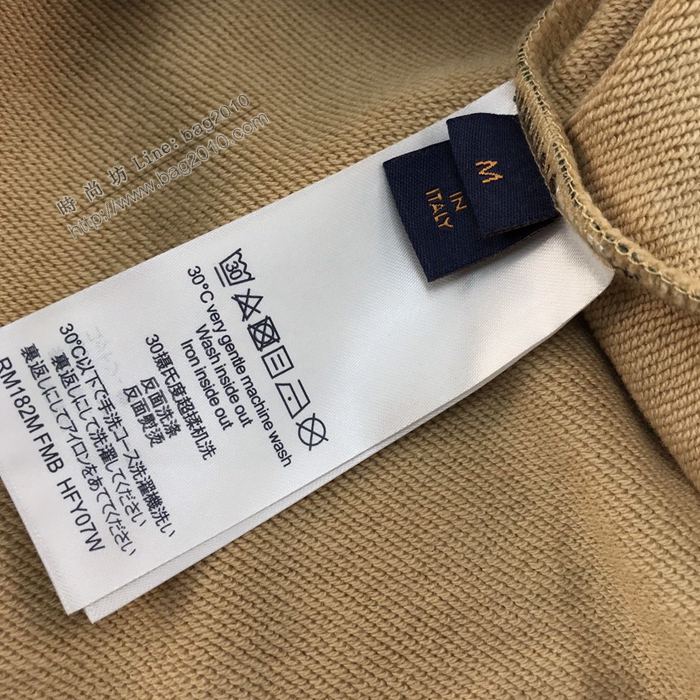 時尚坊 Line: bag2010
www.bag2010.com
M
IN
ITALY
30
30°C very gentle machine wash
Wash inside out
Iron inside out
30摄氏度超柔机洗
反面洗涤
反面熨烫
30°C以下で手洗コース洗濯機洗い
裏返しにして洗濯してください
裏返しにしてアイロンをあててください
RM182M FMB HFY07W